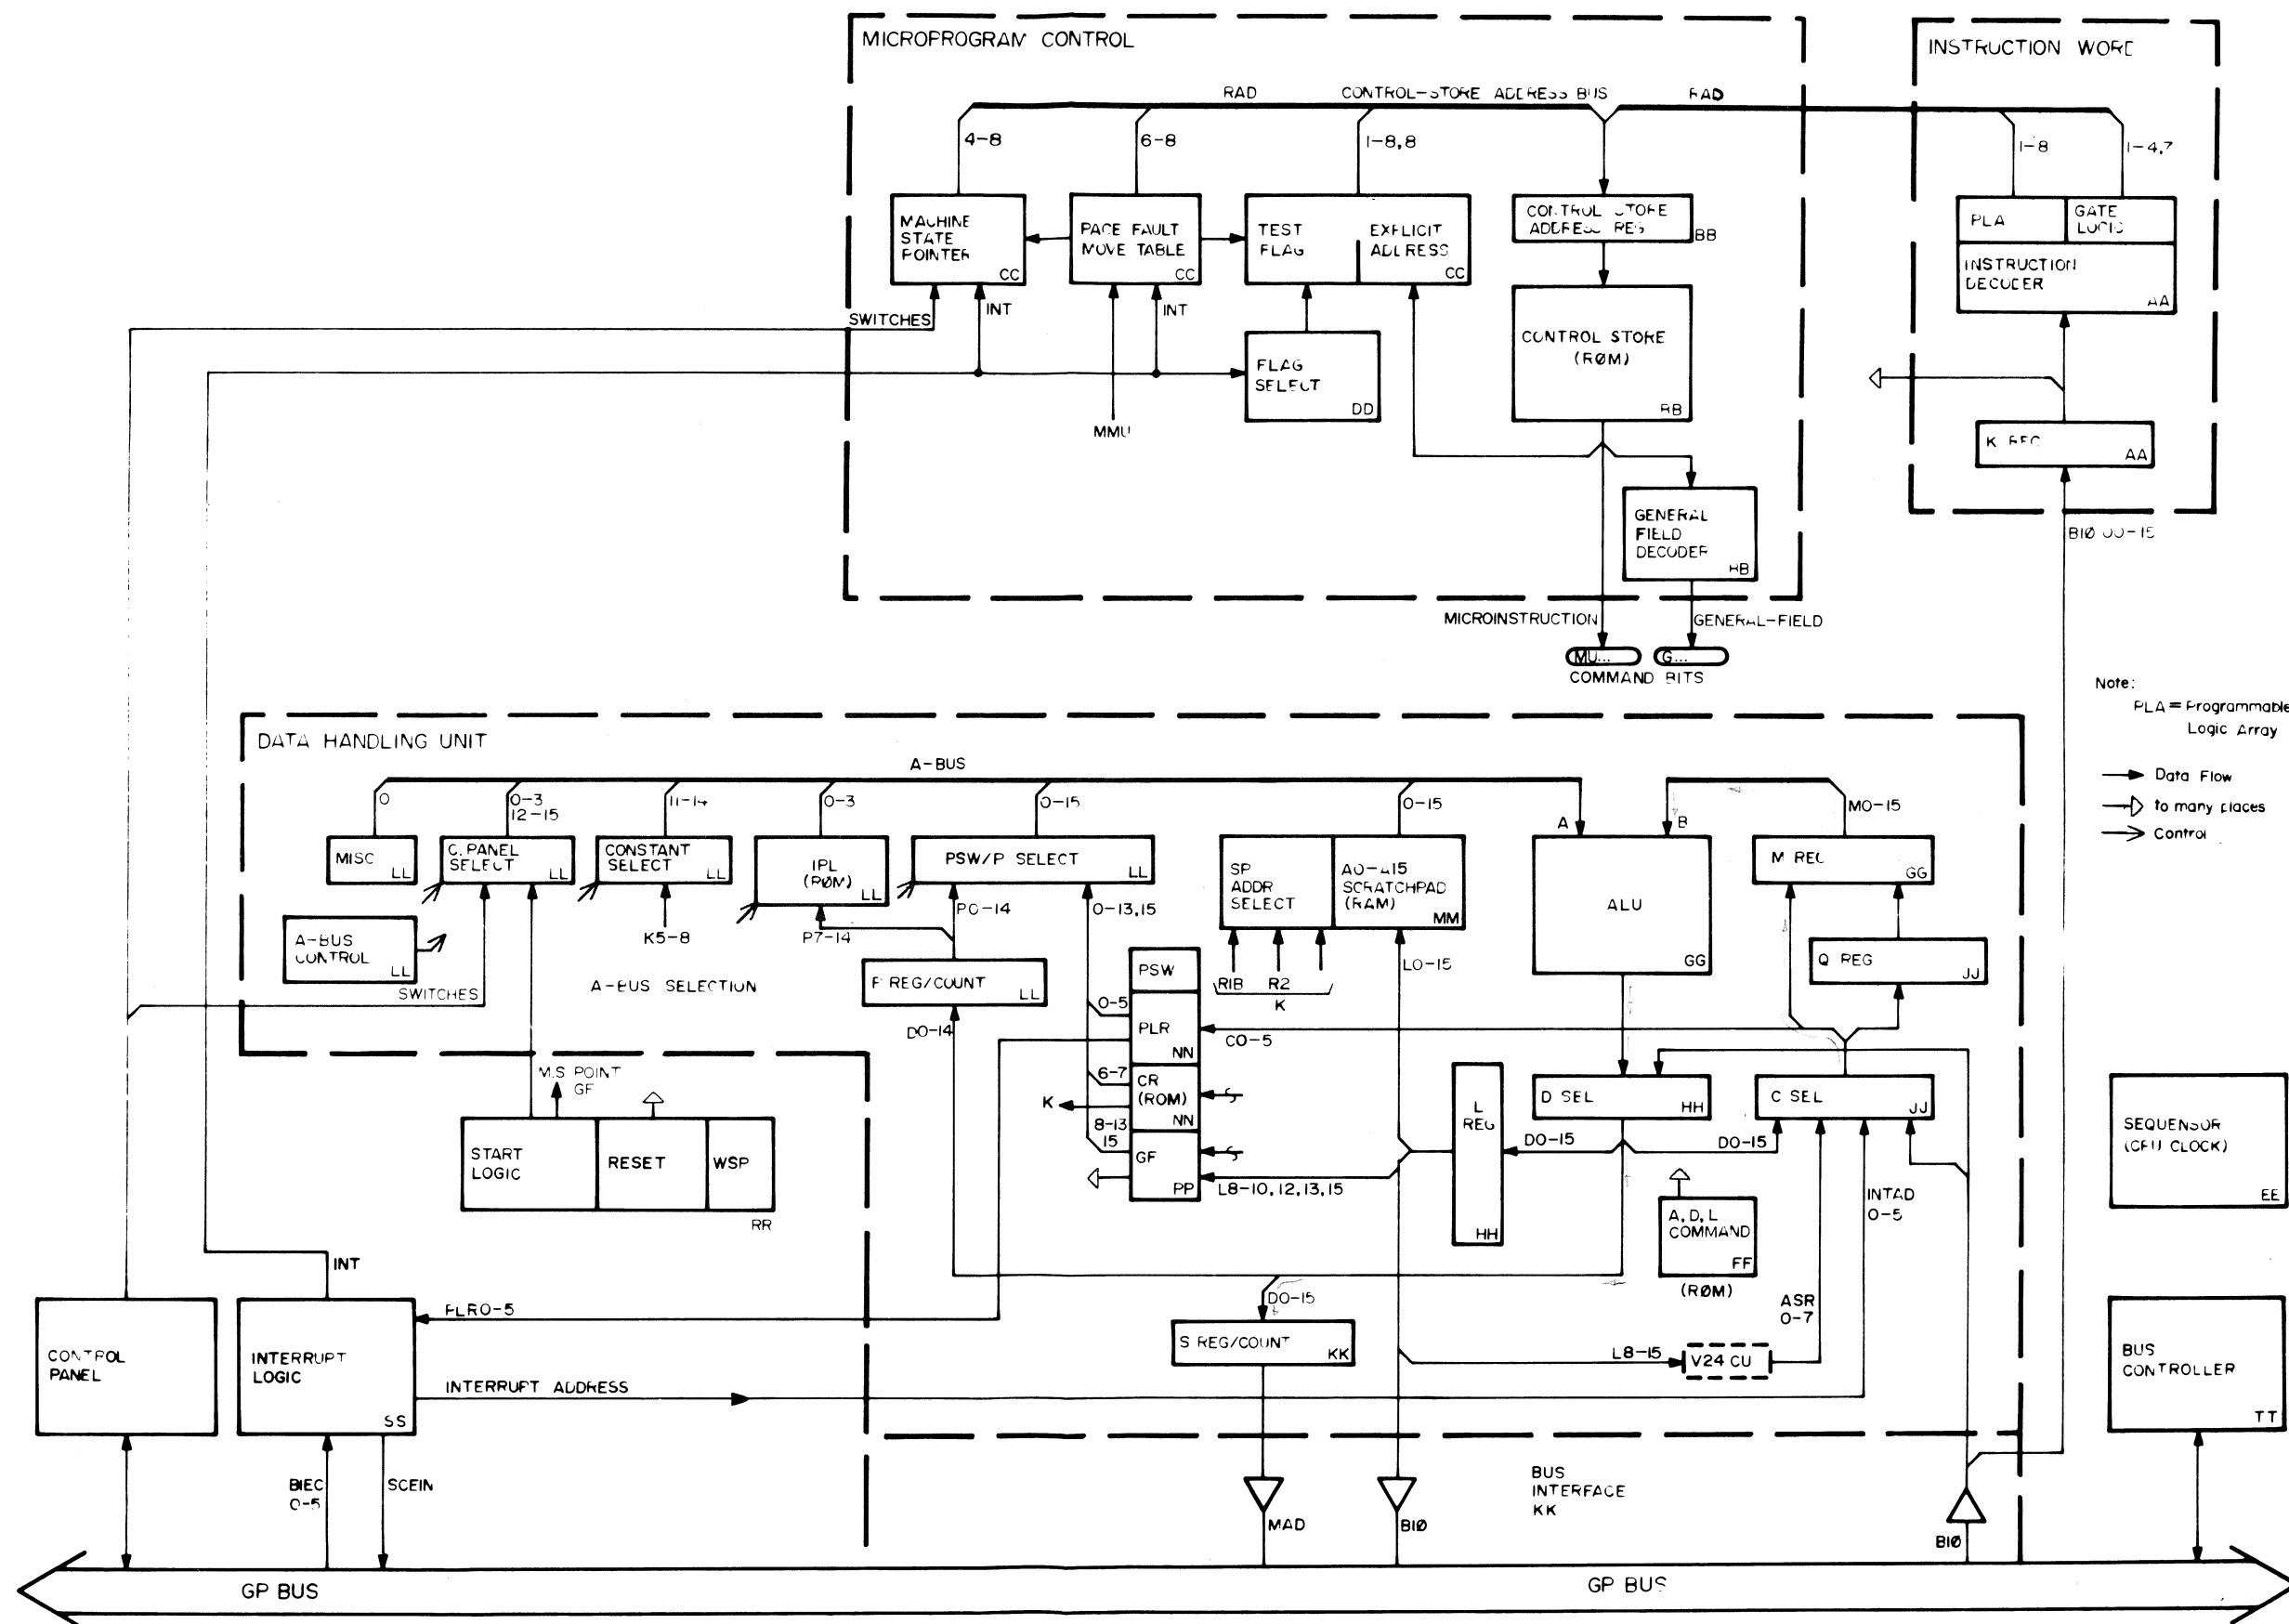 MICROPROGRAM CONTROL
INSTRUCTION WORD
RAD
CONTROL-STORE ADDRESS BUS
RAD
4-8
6-8
1-8,8
1-8
1-4,7
MACHINE
STATE
POINTER
CC
PAGE FAULT
MOVE TABLE
CC
TEST
FLAG
EXPLICIT
ADDRESS
CC
CONTROL STORE
ADDRESS REG
BB
PLA
GATE
LOGIC
INSTRUCTION
DECODER
AA
SWITCHES
INT
INT
MMU
FLAG
SELECT
DD
CONTROL STORE
(RØM)
BB
K REG
AA
GENERAL
FIELD
DECODER
BB
BIØ 00-15
MICROINSTRUCTION
GENERAL-FIELD
MU...
G...
COMMAND BITS
Note:
PLA = Programmable
Logic Array
Data Flow
to many places
Control
DATA HANDLING UNIT
A-BUS
0
0-3
12-15
11-14
0-3
0-15
0-15
A
B
M0-15
MISC
LL
C.PANEL
SELECT
LL
CONSTANT
SELECT
LL
IPL
(RØM)
LL
PSW/P SELECT
LL
SP
ADDR
SELECT
A0-A15
SCRATCHPAD
(RAM)
MM
ALU
GG
M REG
GG
A-BUS
CONTROL
LL
K5-8
P7-14
P0-14
0-13,15
Q REG
JJ
SWITCHES
A-BUS SELECTION
P REG/COUNT
LL
D0-14
PSW
R1B
R2
K
L0-15
0-5
PLR
NN
C0-5
M.S POINT
GF
6-7
CR
(ROM)
NN
K
8-13
15
GF
PP
L8-10,12,13,15
L
REG
HH
D SEL
HH
C SEL
JJ
D0-15
D0-15
START
LOGIC
RESET
WSP
RR
A,D,L
COMMAND
FF
(RØM)
INTAD
0-5
SEQUENSOR
(CPU CLOCK)
EE
INT
PLR0-5
D0-15
S REG/COUNT
KK
ASR
0-7
L8-15
V24 CU
CONTROL
PANEL
INTERRUPT
LOGIC
SS
INTERRUPT ADDRESS
BUS
CONTROLLER
TT
BIEC
0-5
SCEIN
BUS
INTERFACE
KK
MAD
BIØ
BIØ
GP BUS
GP BUS